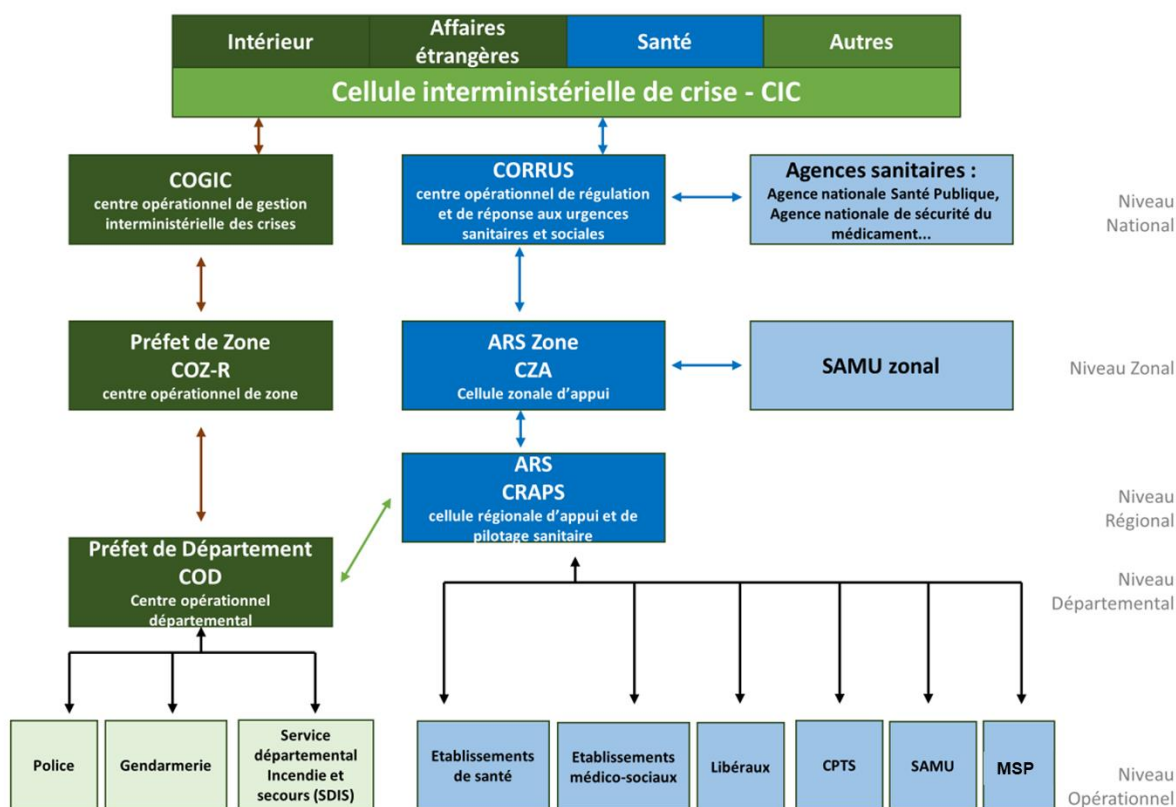 Intérieur
Affaires
étrangères
Santé
Autres
Cellule interministérielle de crise - CIC
COGIC
centre opérationnel de gestion
interministérielle des crises
CORRUS
centre opérationnel de régulation
et de réponse aux urgences
sanitaires et sociales
Agences sanitaires :
Agence nationale Santé Publique,
Agence nationale de sécurité du
médicament...
Niveau
National
Préfet de Zone
COZ-R
centre opérationnel de zone
ARS Zone
CZA
Cellule zonale d'appui
SAMU zonal
Niveau Zonal
ARS
CRAPS
cellule régionale d'appui et de
pilotage sanitaire
Niveau
Régional
Préfet de Département
COD
Centre opérationnel
départemental
Niveau
Départemental
Police
Gendarmerie
Service
départemental
Incendie et
secours (SDIS)
Etablissements
de santé
Etablissements
médico-sociaux
Libéraux
CPTS
SAMU
MSP
Niveau
Opérationnel